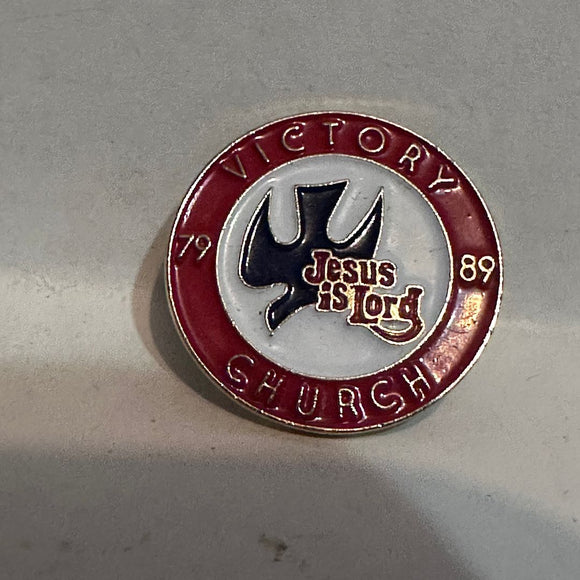 VICTORY
79
89
Jesus
is Lord
CHURCH